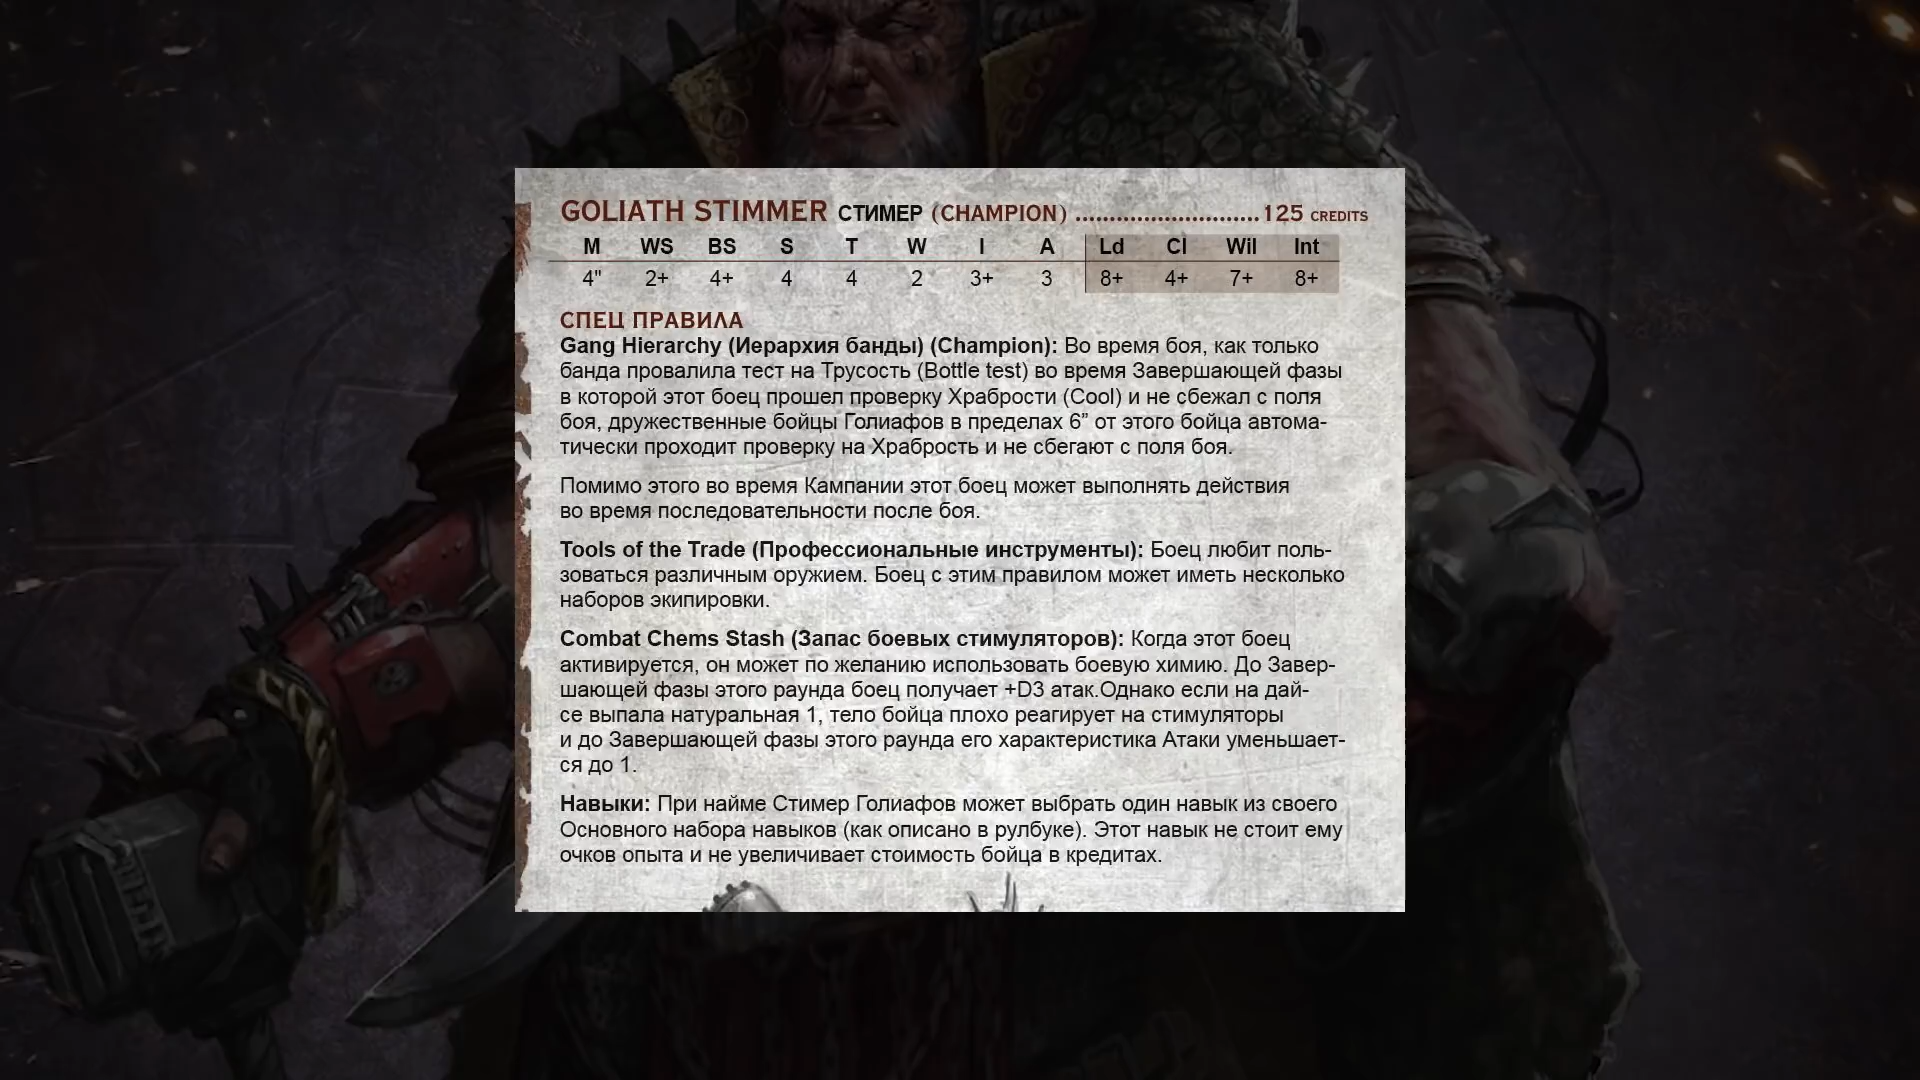 GOLIATH STIMMER СТИМЕР (CHAMPION) ........................... 125 CREDITS
M WS BS S T W I A Ld Cl Wil Int
4" 2+ 4+ 4 4 2 3+ 3 8+ 4+ 7+ 8+
СПЕЦ ПРАВИЛА
Gang Hierarchy (Иерархия банды) (Champion): Во время боя, как только
банда провалила тест на Трусость (Bottle test) во время Завершающей фазы
в которой этот боец прошел проверку Храбрости (Cool) и не сбежал с поля
боя, дружественные бойцы Голиафов в пределах 6” от этого бойца автома-
тически проходит проверку на Храбрость и не сбегают с поля боя.
Помимо этого во время Кампании этот боец может выполнять действия
во время последовательности после боя.
Tools of the Trade (Профессиональные инструменты): Боец любит поль-
зоваться различным оружием. Боец с этим правилом может иметь несколько
наборов экипировки.
Combat Chems Stash (Запас боевых стимуляторов): Когда этот боец
активируется, он может по желанию использовать боевую химию. До Завер-
шающей фазы этого раунда боец получает +D3 атак.Однако если на дай-
се выпала натуральная 1, тело бойца плохо реагирует на стимуляторы
и до Завершающей фазы этого раунда его характеристика Атаки уменьшает-
ся до 1.
Навыки: При найме Стимер Голиафов может выбрать один навык из своего
Основного набора навыков (как описано в рулбуке). Этот навык не стоит ему
очков опыта и не увеличивает стоимость бойца в кредитах.